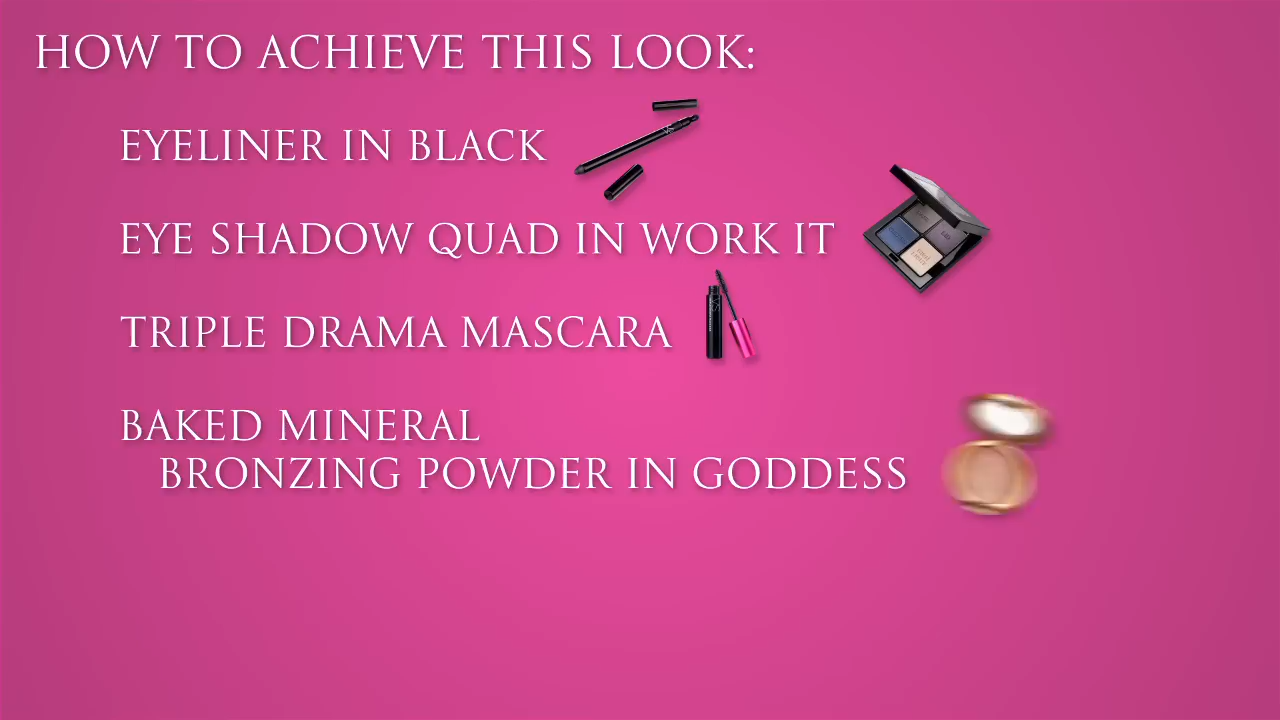 HOW TO ACHIEVE THIS LOOK:
EYELINER IN BLACK
EYE SHADOW QUAD IN WORK IT
TRIPLE DRAMA MASCARA
BAKED MINERAL
BRONZING POWDER IN GODDESS